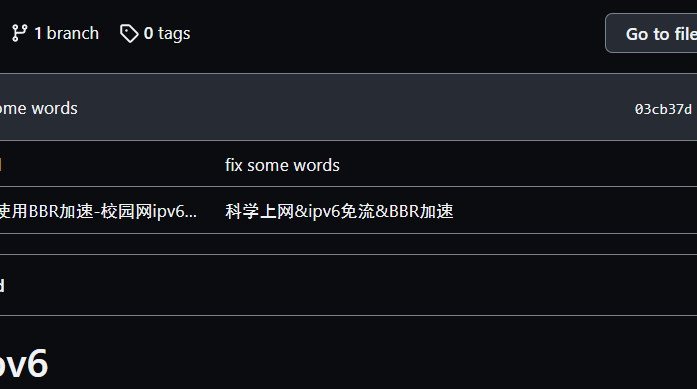 1 branch 0 tags Go to file
some words 03cb37d
fix some words
使用BBR加速-校园网ipv6... 科学上网&ipv6免流&BBR加速
pv6